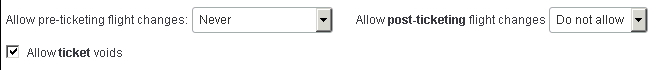 Allow pre-ticketing flight changes: Never Allow post-ticketing flight changes Do not allow
Allow ticket voids